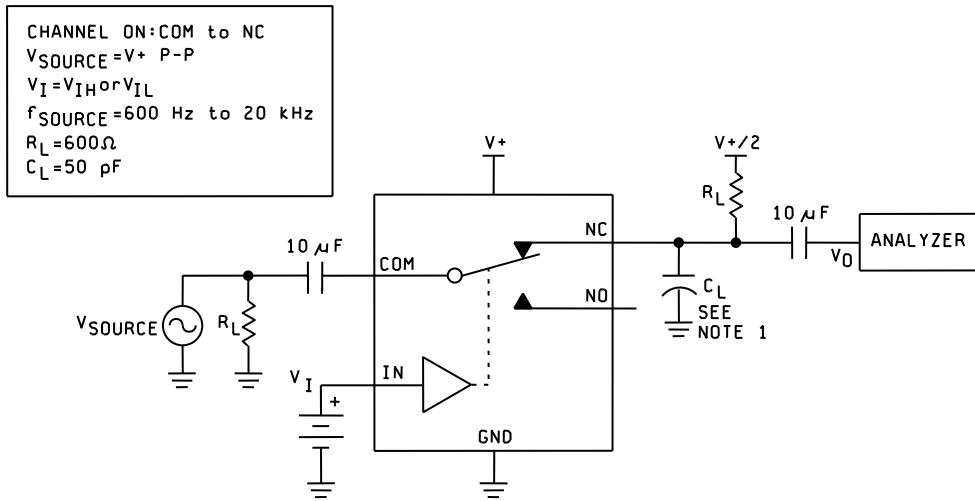 CHANNEL ON:COM to NC
VSOURCE=V+ P-P
VI=VIH or VIL
fSOURCE=600 Hz to 20 kHz
RL=600Ω
CL=50 pF
V+
V+/2
RL
10 μF
NC
ANALYZER
VO
10 μF
COM
CL
SEE
NOTE 1
NO
VSOURCE
RL
VI
IN
+
GND